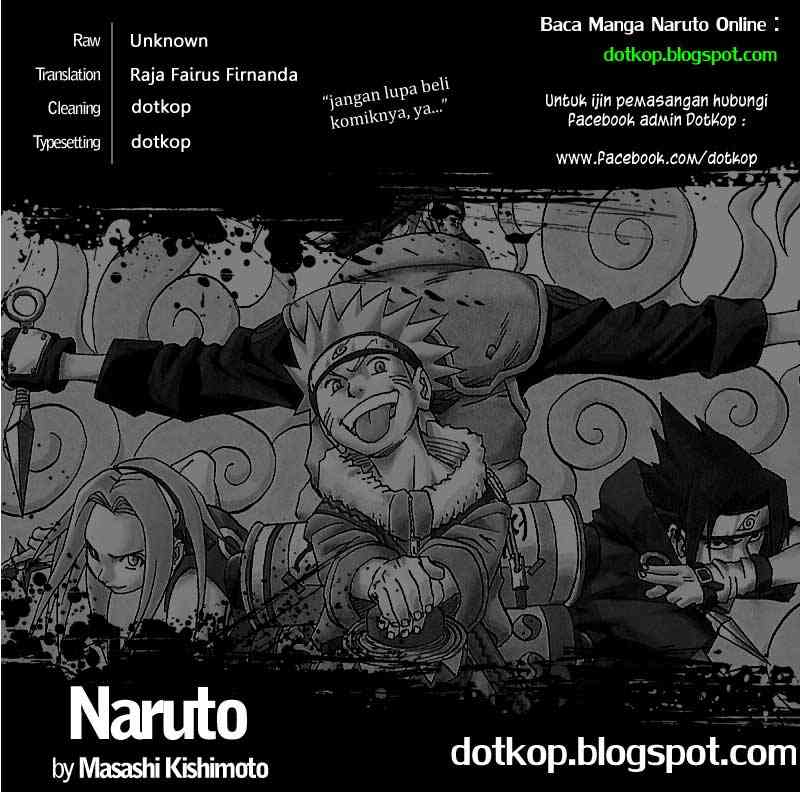 Raw Unknown
Translation Raja Fairus Firnanda
Cleaning dotkop
Typesetting dotkop
“jangan lupa beli
komiknya, ya...”
Baca Manga Naruto Online :
dotkop.blogspot.com
Untuk ijin pemasangan hubungi
Facebook admin DotKop :
www.facebook.com/dotkop
Naruto
by Masashi Kishimoto
dotkop.blogspot.com